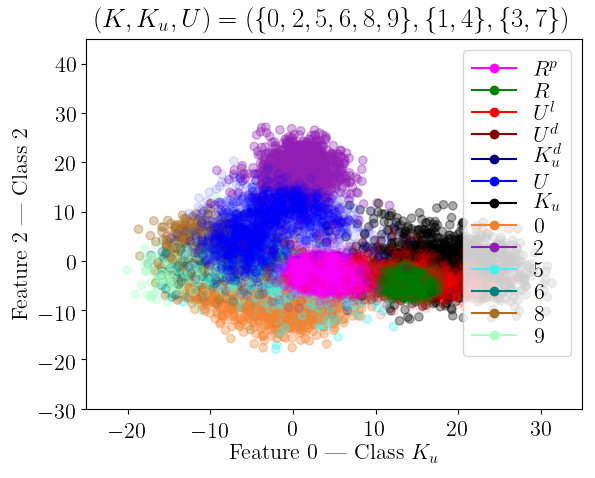 (K, K_u, U) = ({0, 2, 5, 6, 8, 9}, {1, 4}, {3, 7})
40
30
20
10
0
−10
−20
−30
Feature 2 — Class 2
R^p
R
U^l
U^d
K_u^d
U
K_u
0
2
5
6
8
9
−20 −10 0 10 20 30
Feature 0 — Class K_u